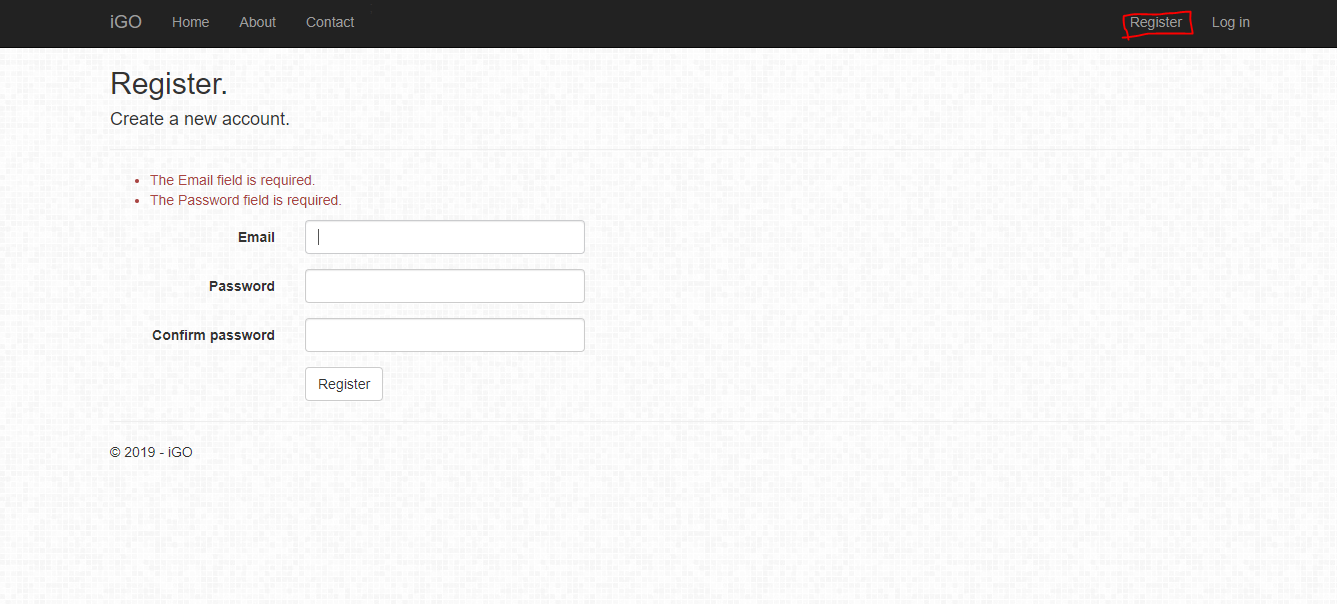 iGO Home About Contact Register Log in
Register.
Create a new account.
The Email field is required.
The Password field is required.
Email
Password
Confirm password
Register
© 2019 - iGO